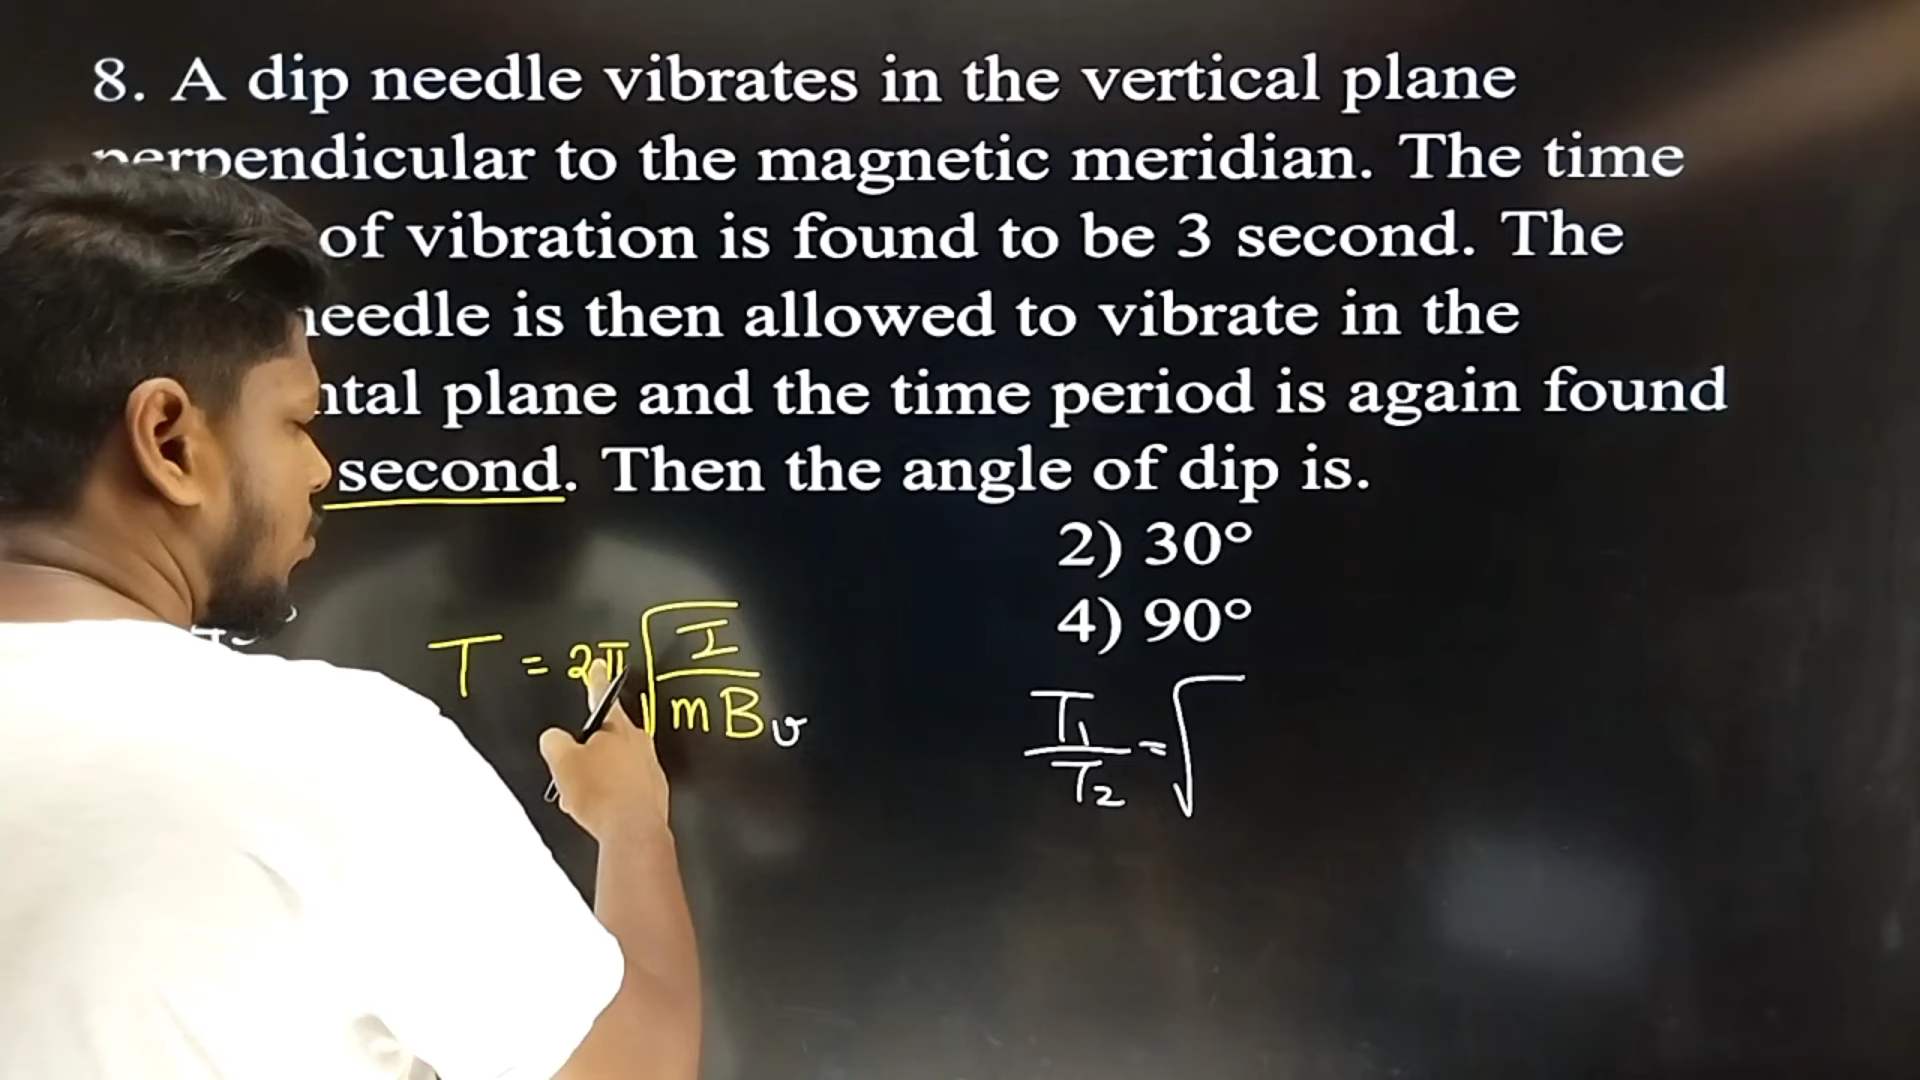 8. A dip needle vibrates in the vertical plane
perpendicular to the magnetic meridian. The time
of vibration is found to be 3 second. The
needle is then allowed to vibrate in the
plane and the time period is again found
second. Then the angle of dip is.
2) 30°
4) 90°
T = 2π √ I / mB v
T₁ / T₂ = √